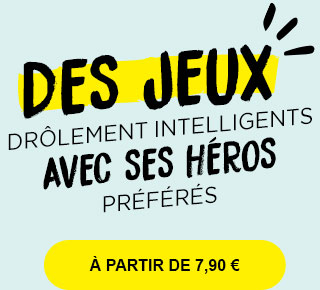 DES JEUX
DRÔLEMENT INTELLIGENTS
AVEC SES HÉROS
PRÉFÉRÉS
À PARTIR DE 7,90 €